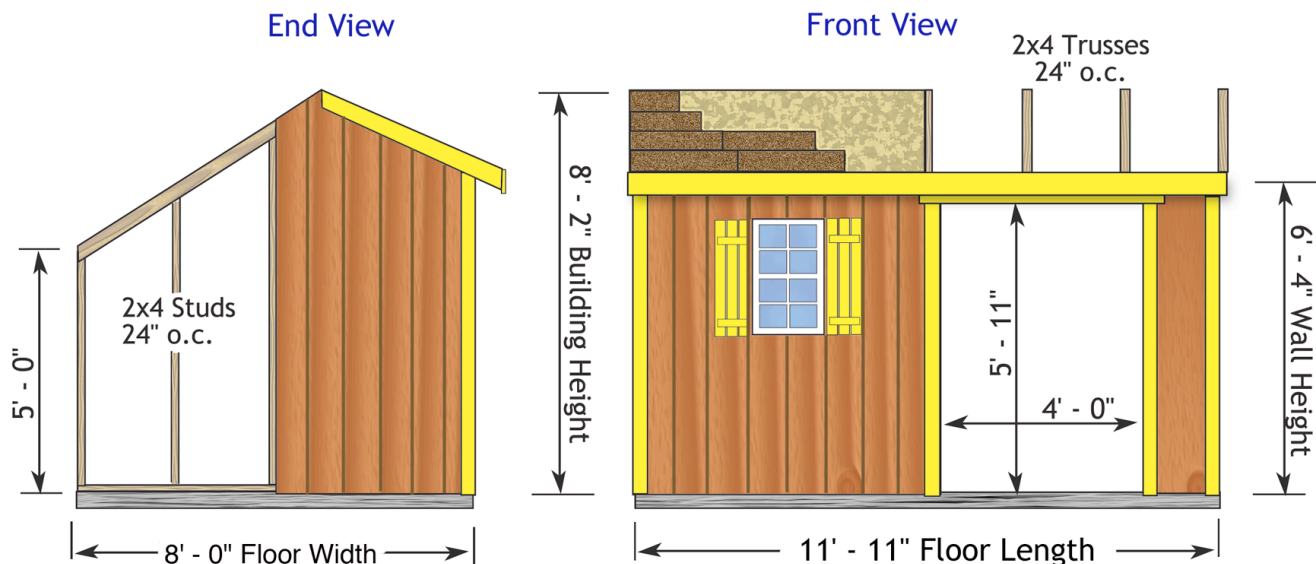 End View
Front View
2x4 Trusses
24" o.c.
8' - 2" Building Height
2x4 Studs
24" o.c.
5' - 0"
5' - 11"
4' - 0"
6' - 4" Wall Height
8' - 0" Floor Width
11' - 11" Floor Length